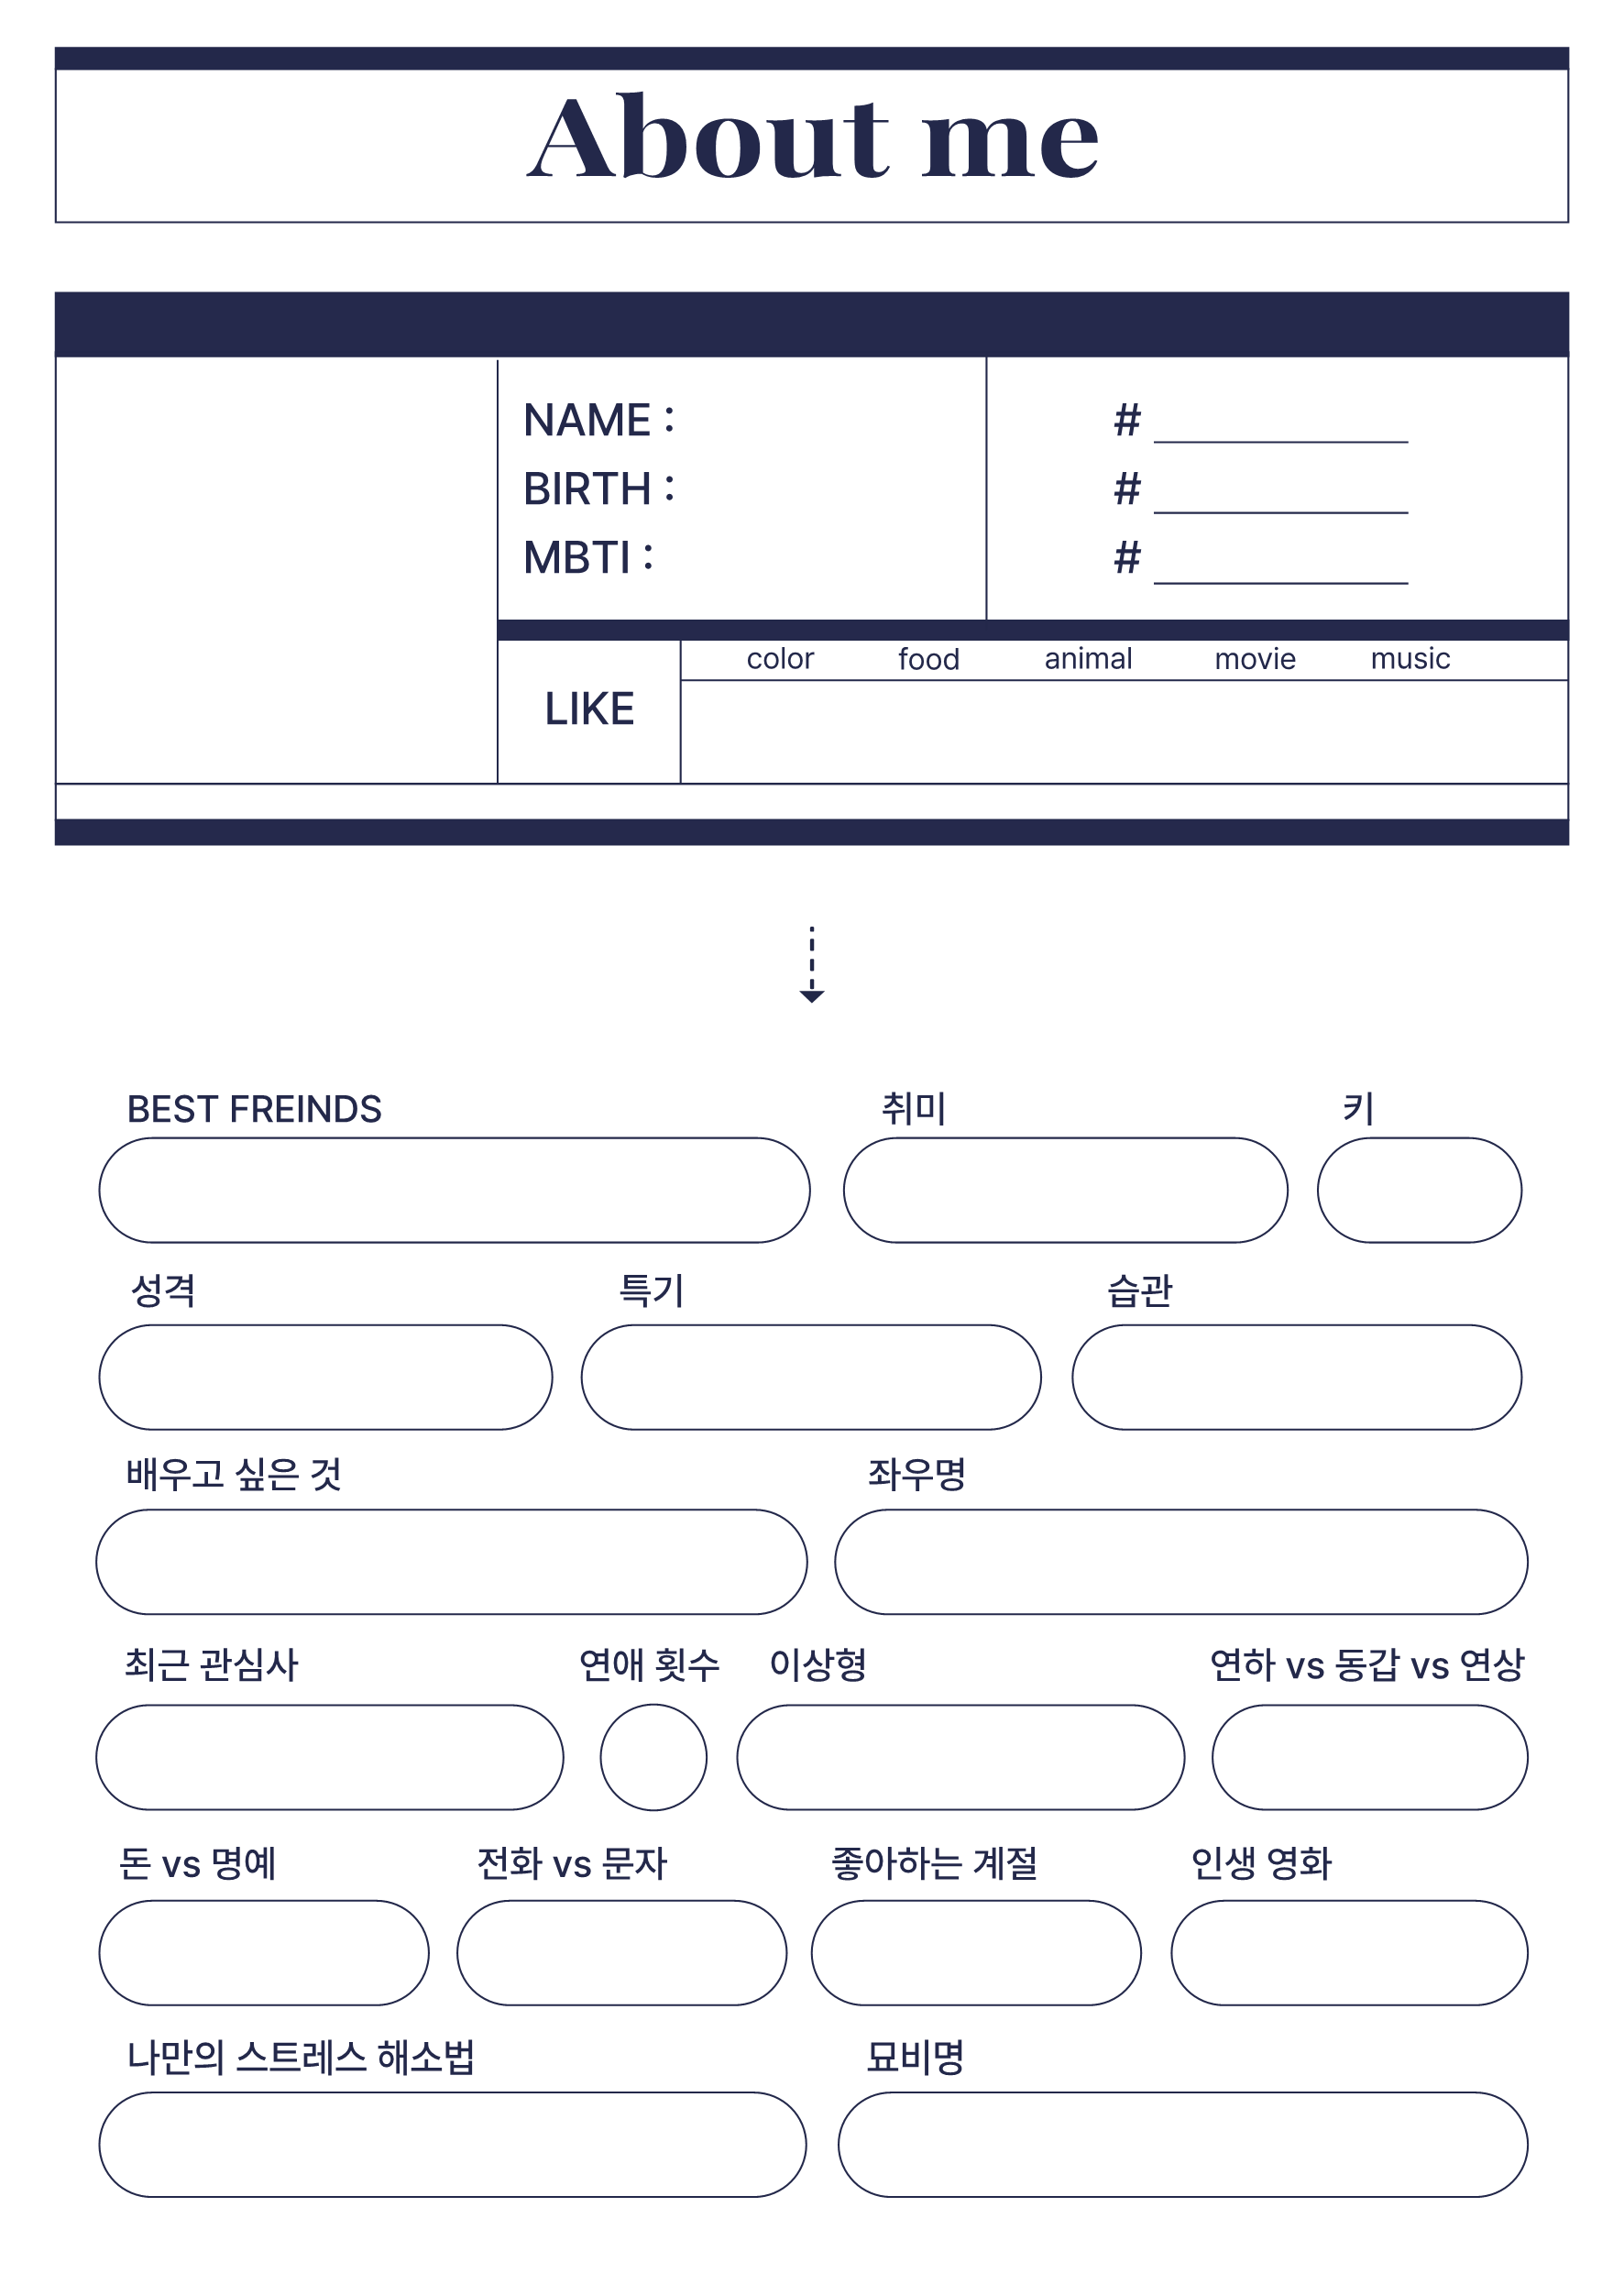 About me
NAME :
#
BIRTH :
#
MBTI :
#
LIKE
color food animal movie music
BEST FREINDS 취미 키
성격 특기 습관
배우고 싶은 것 좌우명
최근 관심사 연애 횟수 이상형 연하 vs 동갑 vs 연상
돈 vs 명예 전화 vs 문자 좋아하는 계절 인생 영화
나만의 스트레스 해소법 묘비명